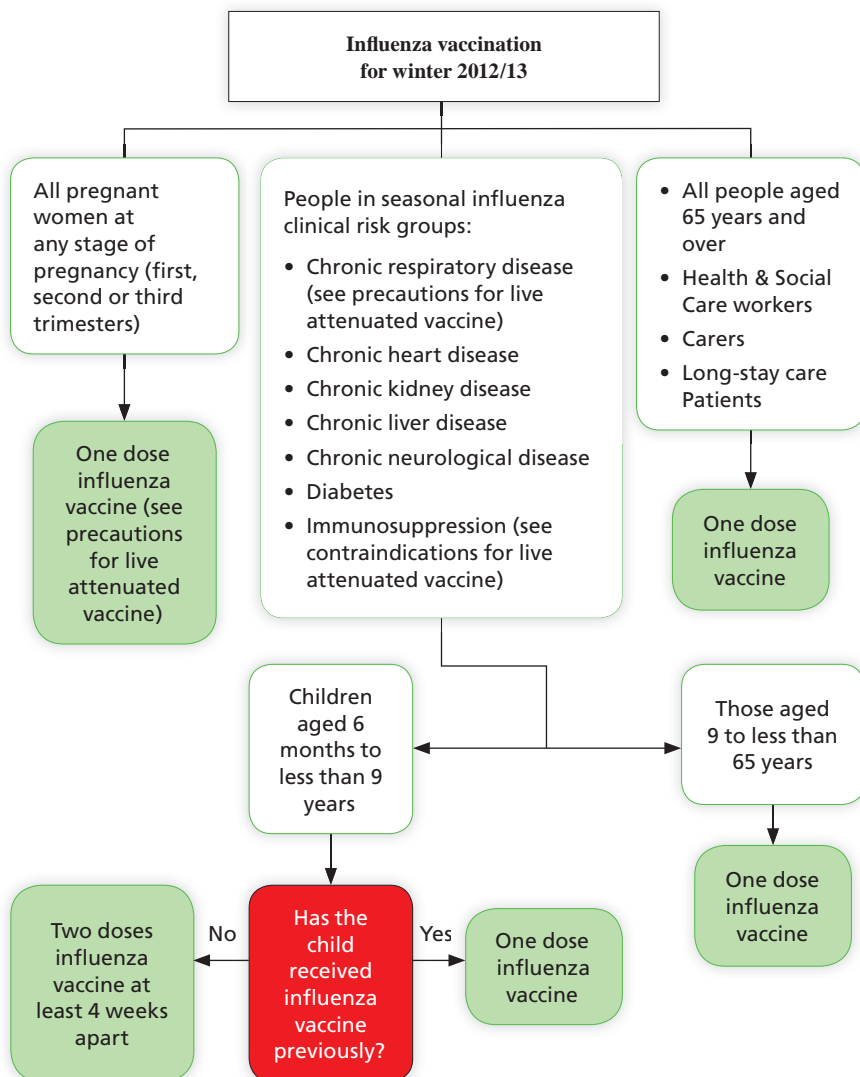 Influenza vaccination
for winter 2012/13
All pregnant
women at
any stage of
pregnancy (first,
second or third
trimesters)
One dose
influenza
vaccine (see
precautions
for live
attenuated
vaccine)
People in seasonal influenza
clinical risk groups:
• Chronic respiratory disease
(see precautions for live
attenuated vaccine)
• Chronic heart disease
• Chronic kidney disease
• Chronic liver disease
• Chronic neurological disease
• Diabetes
• Immunosuppression (see
contraindications for live
attenuated vaccine)
• All people aged
65 years and
over
• Health & Social
Care workers
• Carers
• Long-stay care
Patients
One dose
influenza
vaccine
Children
aged 6
months to
less than 9
years
Those aged
9 to less than
65 years
One dose
influenza
vaccine
Has the
child
received
influenza
vaccine
previously?
No
Two doses
influenza
vaccine at
least 4 weeks
apart
Yes
One dose
influenza
vaccine